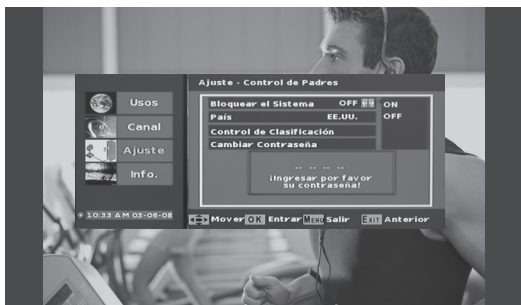 Ajuste - Control de Padres
Usos
Canal
Ajuste
Info.
10:33 AM 03-06-08
Bloquear el Sistema OFF
País EE.UU.
Control de Clasificación
Cambiar Contraseña
ON
OFF
-- -- -- --
¡Ingresar por favor
su contraseña!
Mover OK Entrar MENU Salir EXIT Anterior